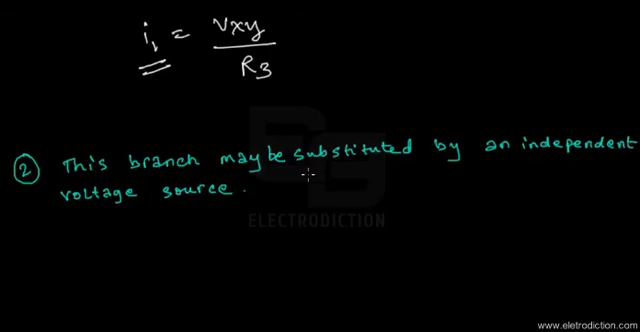 i₁ = Vxy / R3
② This branch may be substituted by an independent
voltage source.
ELECTRODICTION
www.eletrodiction.com